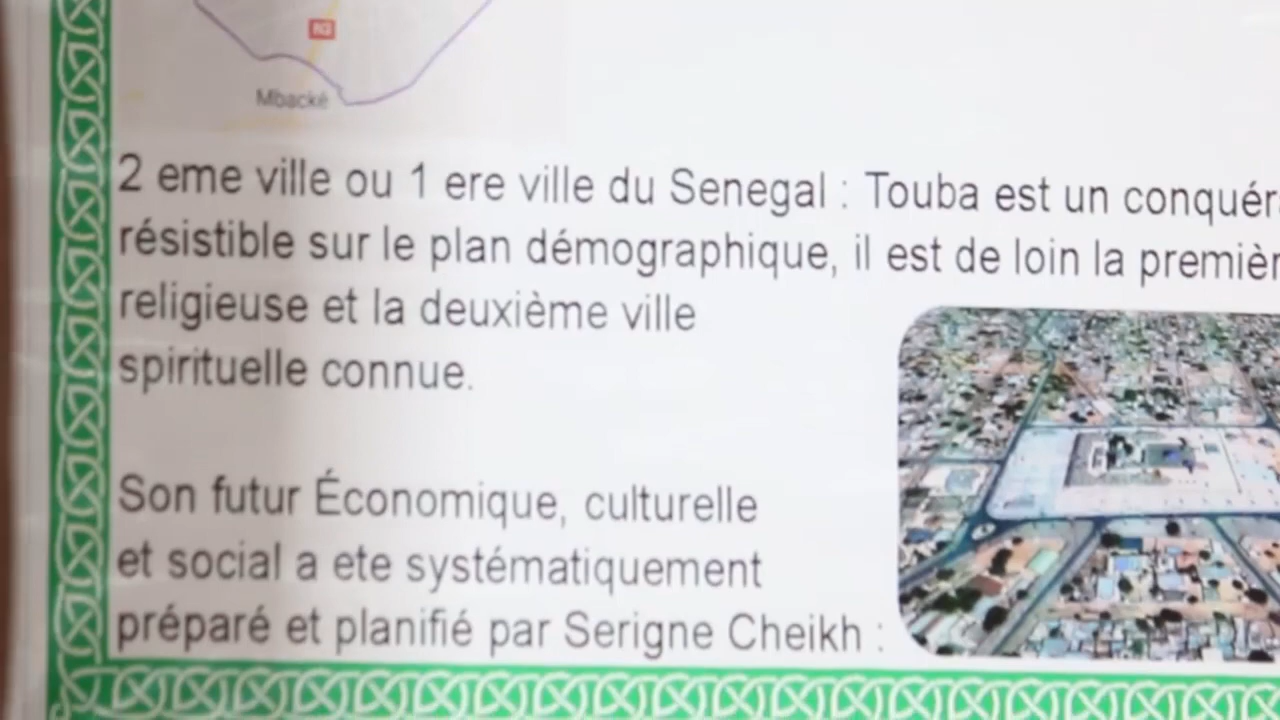 N3
Mbacké
2 eme ville ou 1 ere ville du Senegal : Touba est un
résistible sur le plan démographique, il est de loin la
religieuse et la deuxième ville
spirituelle connue.
Son futur Économique, culturelle
et social a ete systématiquement
préparé et planifié par Serigne Cheikh :